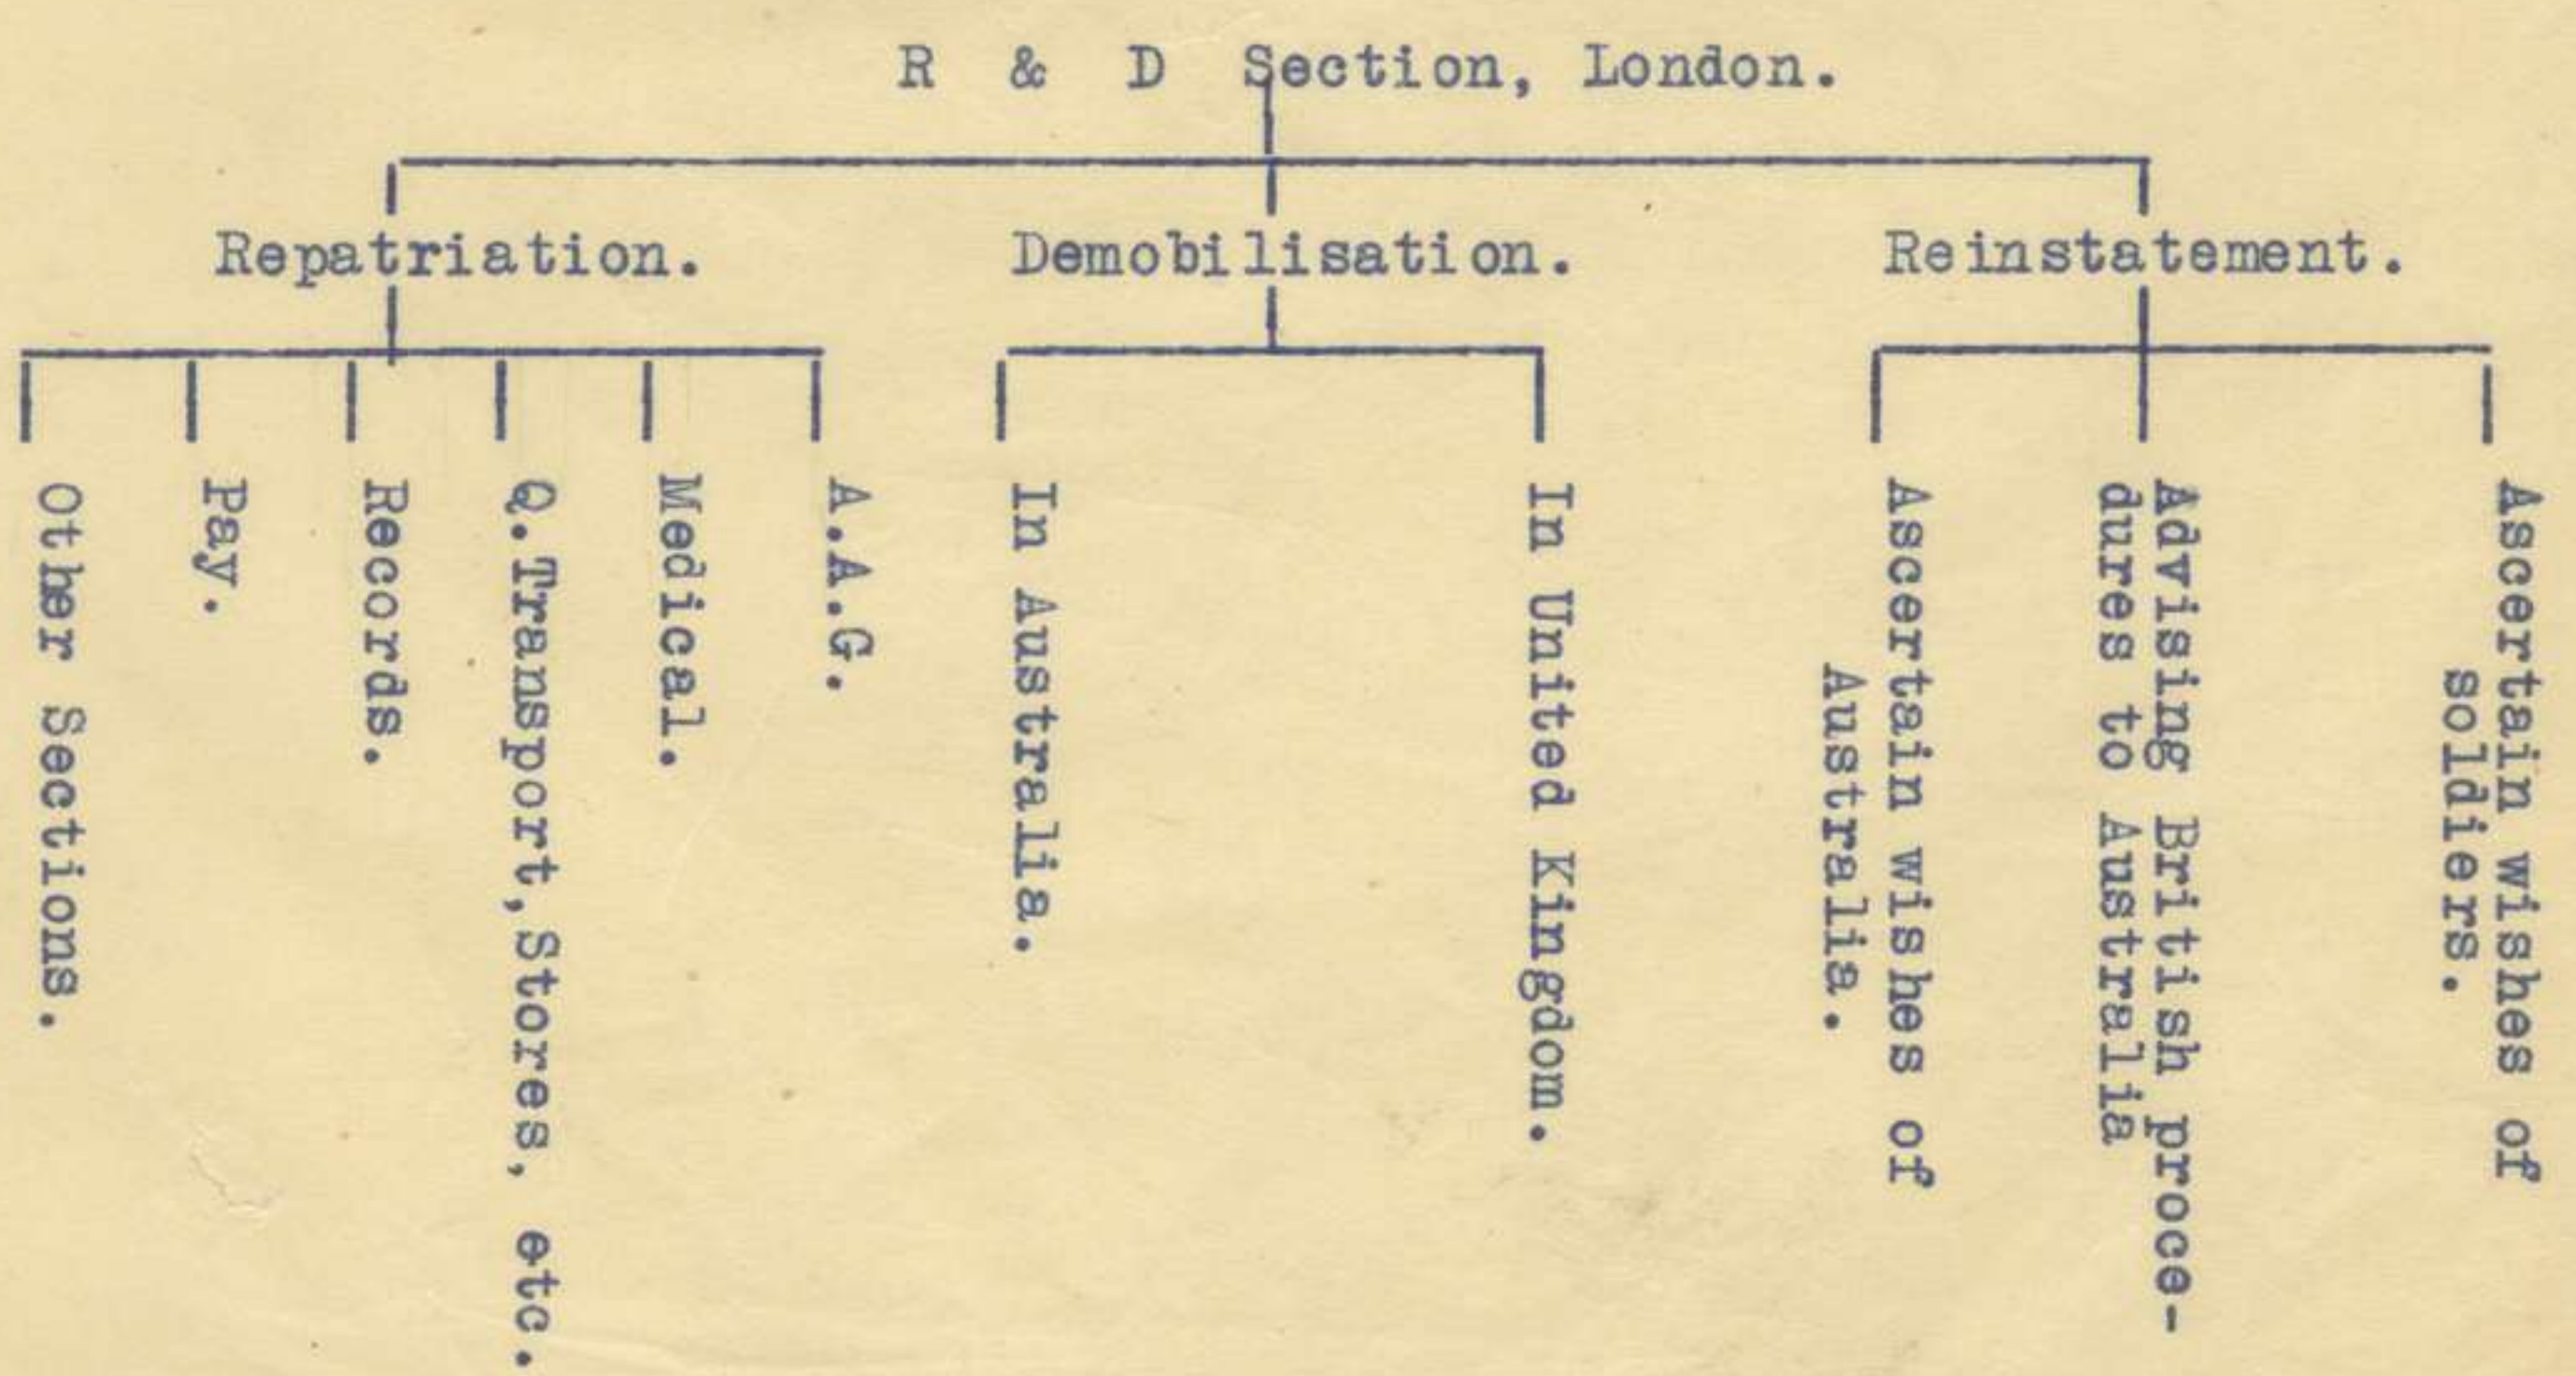 R & D Section, London.
Repatriation.
Demobilisation.
Reinstatement.
Other Sections.
Pay.
Records.
Q.Transport,Stores, etc.
Medical.
A.A.G.
In Australia.
In United Kingdom.
Ascertain wishes of
Australia.
Advising British proce-
dures to Australia
Ascertain wishes of
soldiers.